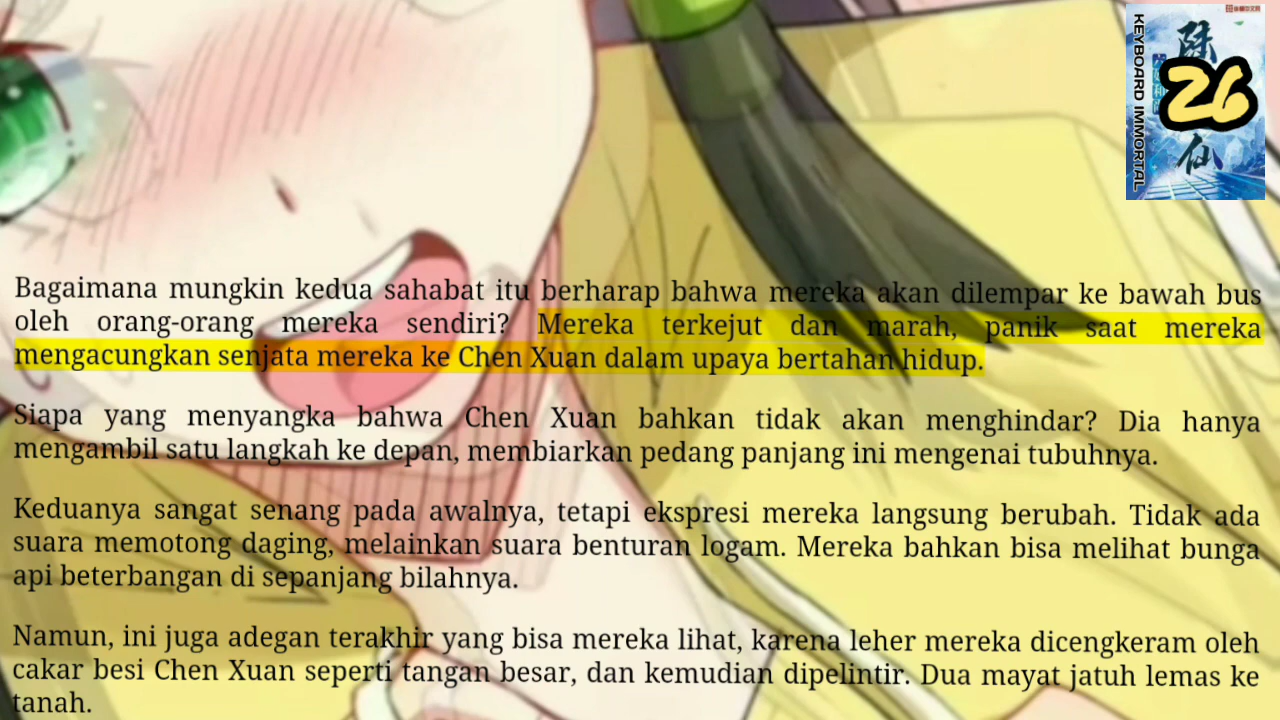 陸
26
仙
KEYBOARD IMMORTAL
Bagaimana mungkin kedua sahabat itu berharap bahwa mereka akan dilempar ke bawah bus
oleh orang-orang mereka sendiri? Mereka terkejut dan marah, panik saat mereka
mengacungkan senjata mereka ke Chen Xuan dalam upaya bertahan hidup.
Siapa yang menyangka bahwa Chen Xuan bahkan tidak akan menghindar? Dia hanya
mengambil satu langkah ke depan, membiarkan pedang panjang ini mengenai tubuhnya.
Keduanya sangat senang pada awalnya, tetapi ekspresi mereka langsung berubah. Tidak ada
suara memotong daging, melainkan suara benturan logam. Mereka bahkan bisa melihat bunga
api beterbangan di sepanjang bilahnya.
Namun, ini juga adegan terakhir yang bisa mereka lihat, karena leher mereka dicengkeram oleh
cakar besi Chen Xuan seperti tangan besar, dan kemudian dipelintir. Dua mayat jatuh lemas ke
tanah.